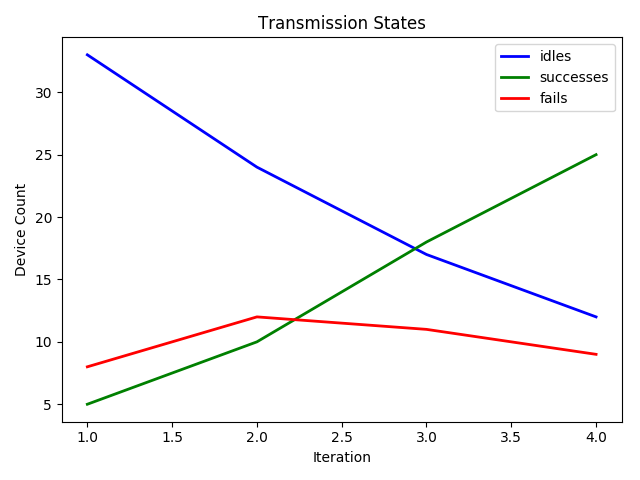 Transmission States
idles
successes
fails
Device Count
30
25
20
15
10
5
1.0 1.5 2.0 2.5 3.0 3.5 4.0
Iteration